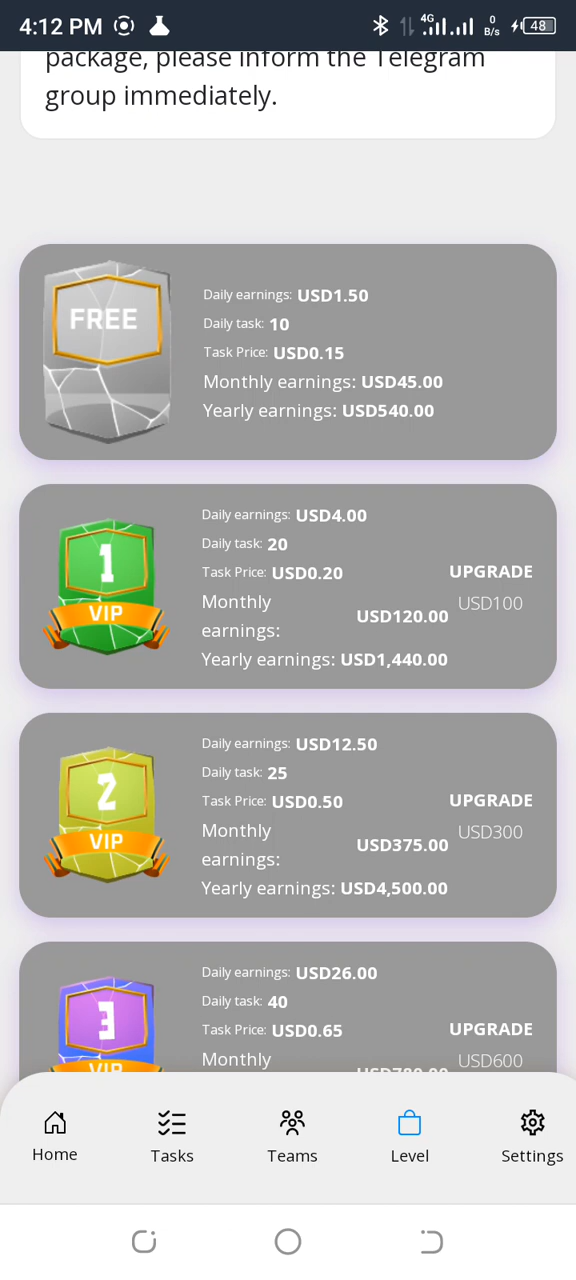 4:12 PM 4G 0 B/s 48
package, please inform the Telegram
group immediately.
FREE
Daily earnings: USD1.50
Daily task: 10
Task Price: USD0.15
Monthly earnings: USD45.00
Yearly earnings: USD540.00
1
VIP
Daily earnings: USD4.00
Daily task: 20
Task Price: USD0.20
Monthly
earnings: USD120.00
Yearly earnings: USD1,440.00
UPGRADE
USD100
2
VIP
Daily earnings: USD12.50
Daily task: 25
Task Price: USD0.50
Monthly
earnings: USD375.00
Yearly earnings: USD4,500.00
UPGRADE
USD300
3
VIP
Daily earnings: USD26.00
Daily task: 40
Task Price: USD0.65
Monthly USD780.00
UPGRADE
USD600
Home Tasks Teams Level Settings